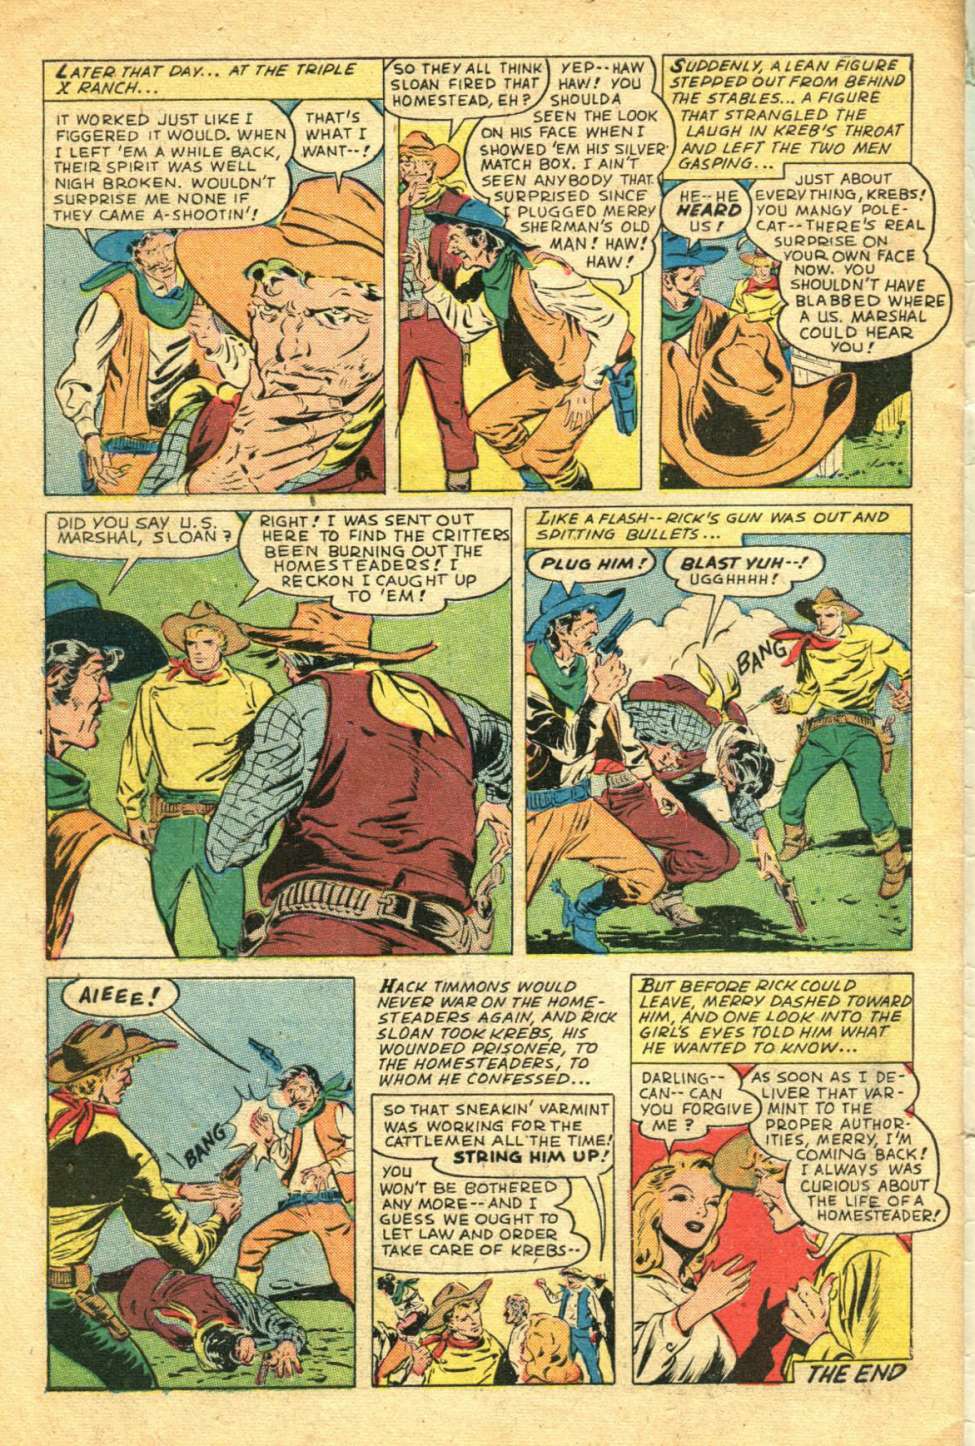 LATER THAT DAY... AT THE TRIPLE
X RANCH...
IT WORKED JUST LIKE I
FIGGERED IT WOULD. WHEN
I LEFT 'EM A WHILE BACK,
THEIR SPIRIT WAS WELL
NIGH BROKEN. WOULDN'T
SURPRISE ME NONE IF
THEY CAME A-SHOOTIN'!
THAT'S
WHAT I
WANT--!
SO THEY ALL THINK
SLOAN FIRED THAT
HOMESTEAD, EH?
YEP--HAW
HAW! YOU
SHOULDA
SEEN THE LOOK
ON HIS FACE WHEN I
SHOWED 'EM HIS SILVER
MATCH BOX. I AIN'T
SEEN ANYBODY THAT
SURPRISED SINCE
I PLUGGED MERRY
SHERMAN'S OLD
MAN! HAW!
HAW!
SUDDENLY, A LEAN FIGURE
STEPPED OUT FROM BEHIND
THE STABLES... A FIGURE
THAT STRANGLED THE
LAUGH IN KREB'S THROAT
AND LEFT THE TWO MEN
GASPING...
HE--HE
HEARD
US!
JUST ABOUT
EVERYTHING, KREBS!
YOU MANGY POLE-
CAT--THERE'S REAL
SURPRISE ON
YOUR OWN FACE
NOW. YOU
SHOULDN'T HAVE
BLABBED WHERE
A US. MARSHAL
COULD HEAR
YOU!
DID YOU SAY U.S.
MARSHAL, SLOAN?
RIGHT! I WAS SENT OUT
HERE TO FIND THE CRITTERS
BEEN BURNING OUT THE
HOMESTEADERS! I
RECKON I CAUGHT UP
TO 'EM!
LIKE A FLASH--RICK'S GUN WAS OUT AND
SPITTING BULLETS...
PLUG HIM!
BLAST YUH--!
UGGHHHH!
BANG
AIEEE!
BANG
HACK TIMMONS WOULD
NEVER WAR ON THE HOME-
STEADERS AGAIN, AND RICK
SLOAN TOOK KREBS, HIS
WOUNDED PRISONER, TO
THE HOMESTEADERS, TO
WHOM HE CONFESSED...
SO THAT SNEAKIN' VARMINT
WAS WORKING FOR THE
CATTLEMEN ALL THE TIME!
STRING HIM UP!
YOU
WON'T BE BOTHERED
ANY MORE--AND I
GUESS WE OUGHT TO
LET LAW AND ORDER
TAKE CARE OF KREBS--
BUT BEFORE RICK COULD
LEAVE, MERRY DASHED TOWARD
HIM, AND ONE LOOK INTO THE
GIRL'S EYES TOLD HIM WHAT
HE WANTED TO KNOW...
DARLING--
CAN--CAN
YOU FORGIVE
ME?
AS SOON AS I DE-
LIVER THAT VAR-
MINT TO THE
PROPER AUTHOR-
ITIES, MERRY, I'M
COMING BACK!
I ALWAYS WAS
CURIOUS ABOUT
THE LIFE OF A
HOMESTEADER!
THE END